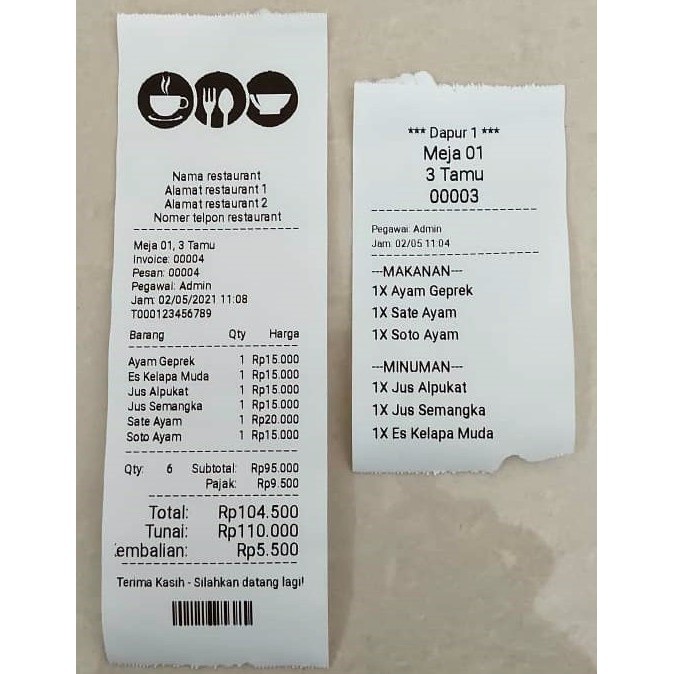 Nama restaurant
Alamat restaurant 1
Alamat restaurant 2
Nomer telpon restaurant
Meja 01, 3 Tamu
Invoice: 00004
Pesan: 00004
Pegawai: Admin
Jam: 02/05/2021 11:08
T000123456789
Barang Qty Harga
Ayam Geprek 1 Rp15.000
Es Kelapa Muda 1 Rp15.000
Jus Alpukat 1 Rp15.000
Jus Semangka 1 Rp15.000
Sate Ayam 1 Rp20.000
Soto Ayam 1 Rp15.000
Qty: 6 Subtotal: Rp95.000
Pajak: Rp9.500
Total: Rp104.500
Tunai: Rp110.000
embalian: Rp5.500
Terima Kasih - Silahkan datang lagi!
*** Dapur 1 ***
Meja 01
3 Tamu
00003
Pegawai: Admin
Jam: 02/05 11:04
---MAKANAN---
1X Ayam Geprek
1X Sate Ayam
1X Soto Ayam
---MINUMAN---
1X Jus Alpukat
1X Jus Semangka
1X Es Kelapa Muda